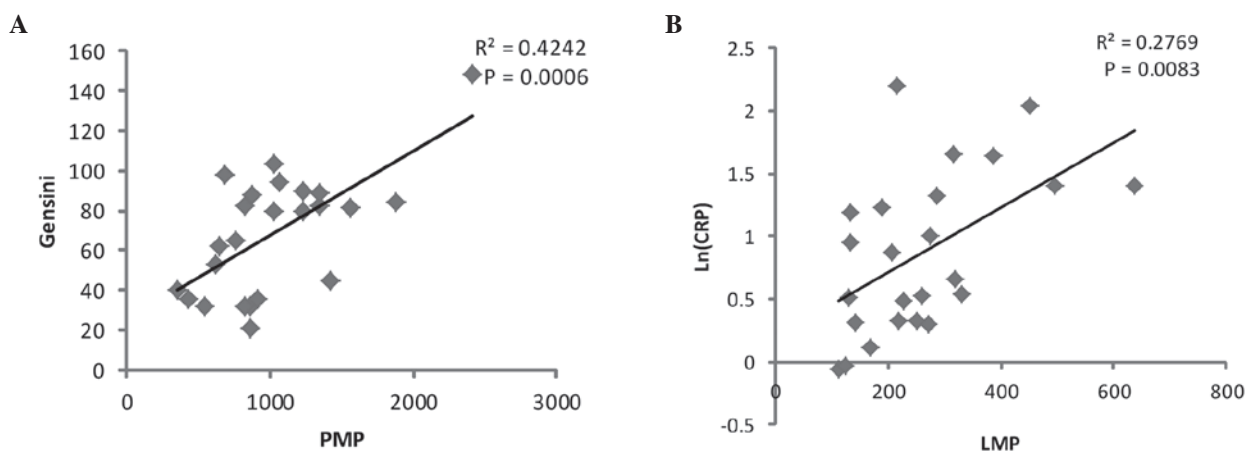 A
R² = 0.4242
P = 0.0006
Gensini
160
140
120
100
80
60
40
20
0
0 1000 2000 3000
PMP
B
R² = 0.2769
P = 0.0083
Ln(CRP)
2.5
2
1.5
1
0.5
0
-0.5
0 200 400 600 800
LMP